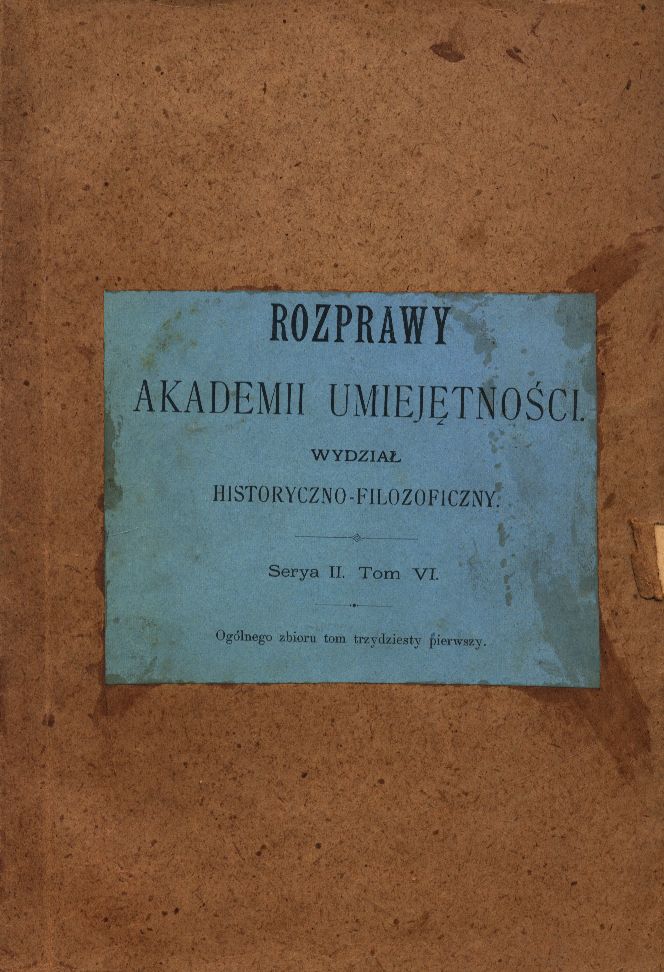 ROZPRAWY
AKADEMII UMIEJĘTNOŚCI.
WYDZIAŁ
HISTORYCZNO-FILOZOFICZNY.
Serya II. Tom VI.
Ogólnego zbioru tom trzydziesty pierwszy.